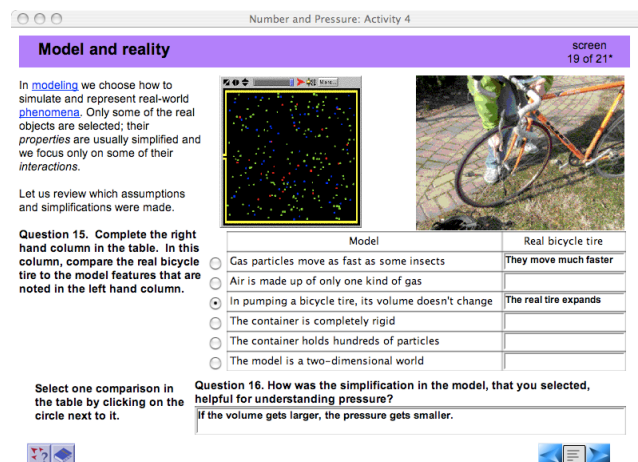 Number and Pressure: Activity 4
Model and reality
screen
19 of 21*
In modeling we choose how to
simulate and represent real-world
phenomena. Only some of the real
objects are selected; their
properties are usually simplified and
we focus only on some of their
interactions.
Let us review which assumptions
and simplifications were made.
More...
Question 15. Complete the right
hand column in the table. In this
column, compare the real bicycle
tire to the model features that are
noted in the left hand column.
Model
Real bicycle tire
Gas particles move as fast as some insects
They move much faster
Air is made up of only one kind of gas
In pumping a bicycle tire, its volume doesn't change
The real tire expands
The container is completely rigid
The container holds hundreds of particles
The model is a two-dimensional world
Select one comparison in
the table by clicking on the
circle next to it.
Question 16. How was the simplification in the model, that you selected,
helpful for understanding pressure?
If the volume gets larger, the pressure gets smaller.